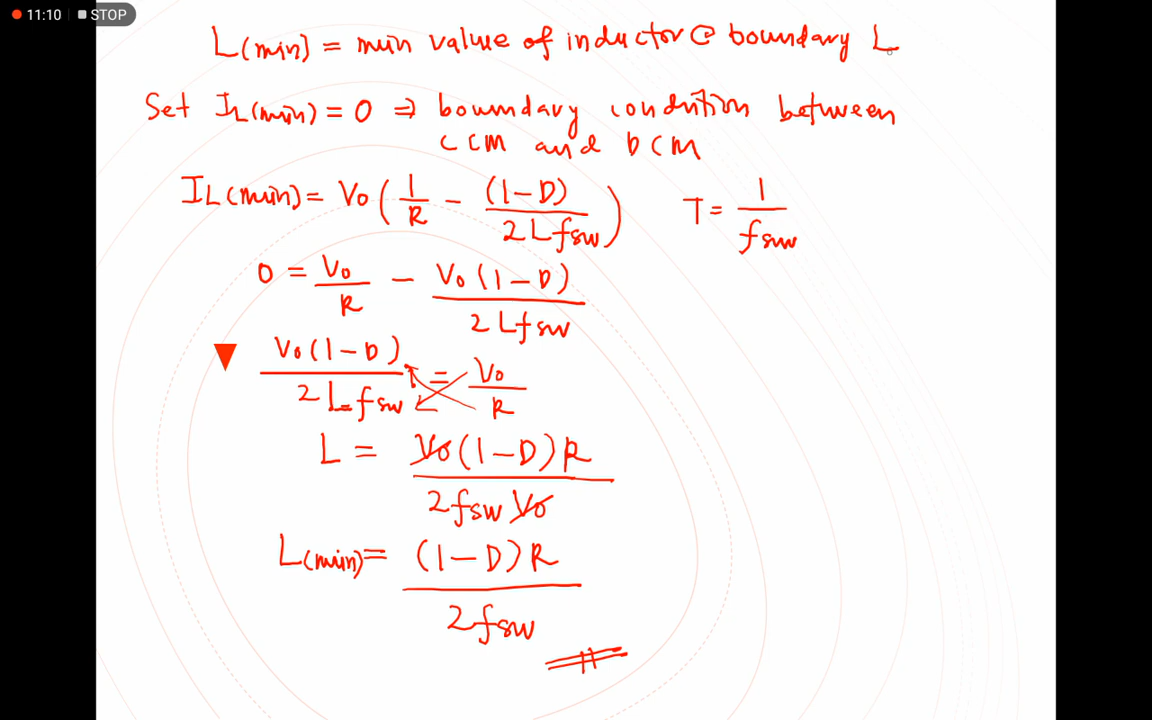 11:10 STOP
L(min) = min value of inductor @ boundary L
Set IL(min) = 0 ⇒ boundary condition between
CCM and DCM
IL(min) = Vo ( 1/R - (1-D)/2Lfsw ) T = 1/fsw
0 = Vo/R - Vo(1-D)/2Lfsw
Vo(1-D)/2Lfsw = Vo/R
L = Vo(1-D)R/2fsw Vo
L(min) = (1-D)R/2fsw